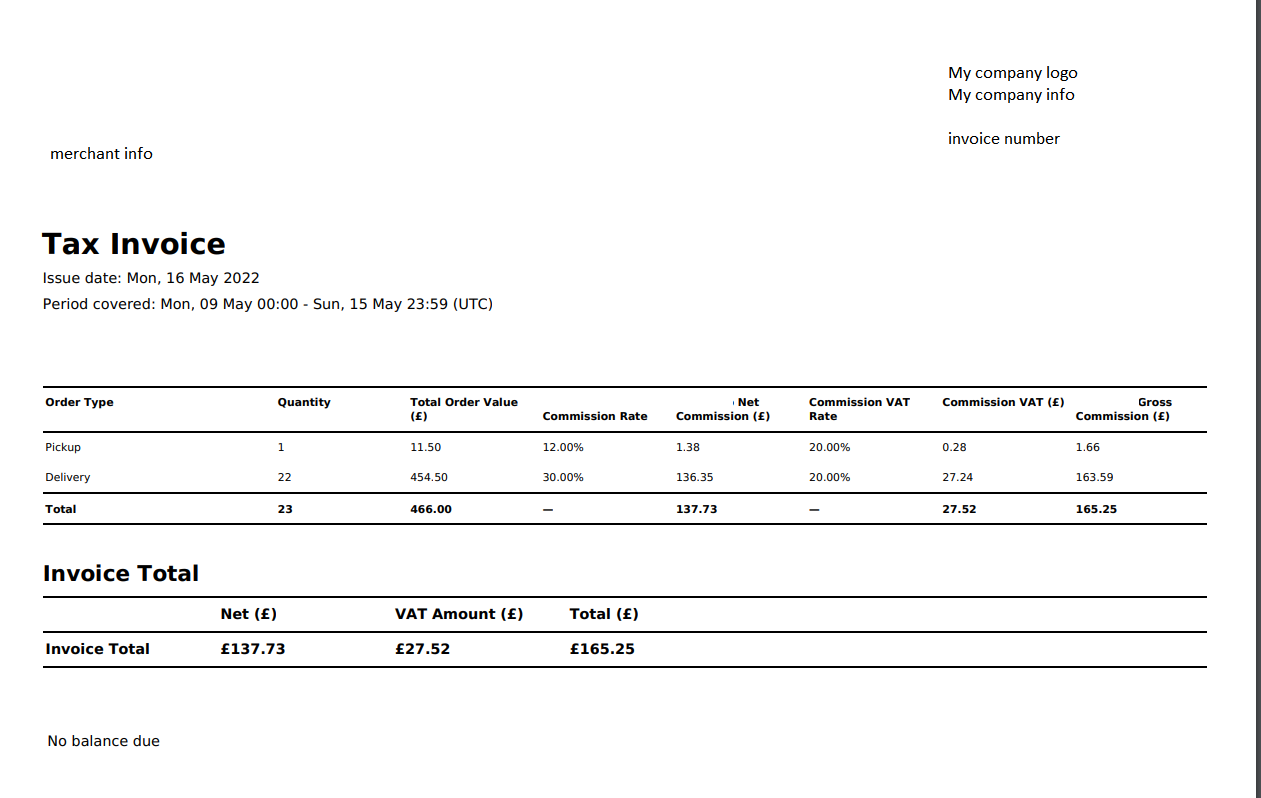 My company logo
My company info
invoice number
merchant info
Tax Invoice
Issue date: Mon, 16 May 2022
Period covered: Mon, 09 May 00:00 - Sun, 15 May 23:59 (UTC)
Order Type Quantity Total Order Value (£) Commission Rate Net Commission (£) Commission VAT Rate Commission VAT (£) Gross Commission (£)
Pickup 1 11.50 12.00% 1.38 20.00% 0.28 1.66
Delivery 22 454.50 30.00% 136.35 20.00% 27.24 163.59
Total 23 466.00 — 137.73 — 27.52 165.25
Invoice Total
Net (£) VAT Amount (£) Total (£)
Invoice Total £137.73 £27.52 £165.25
No balance due